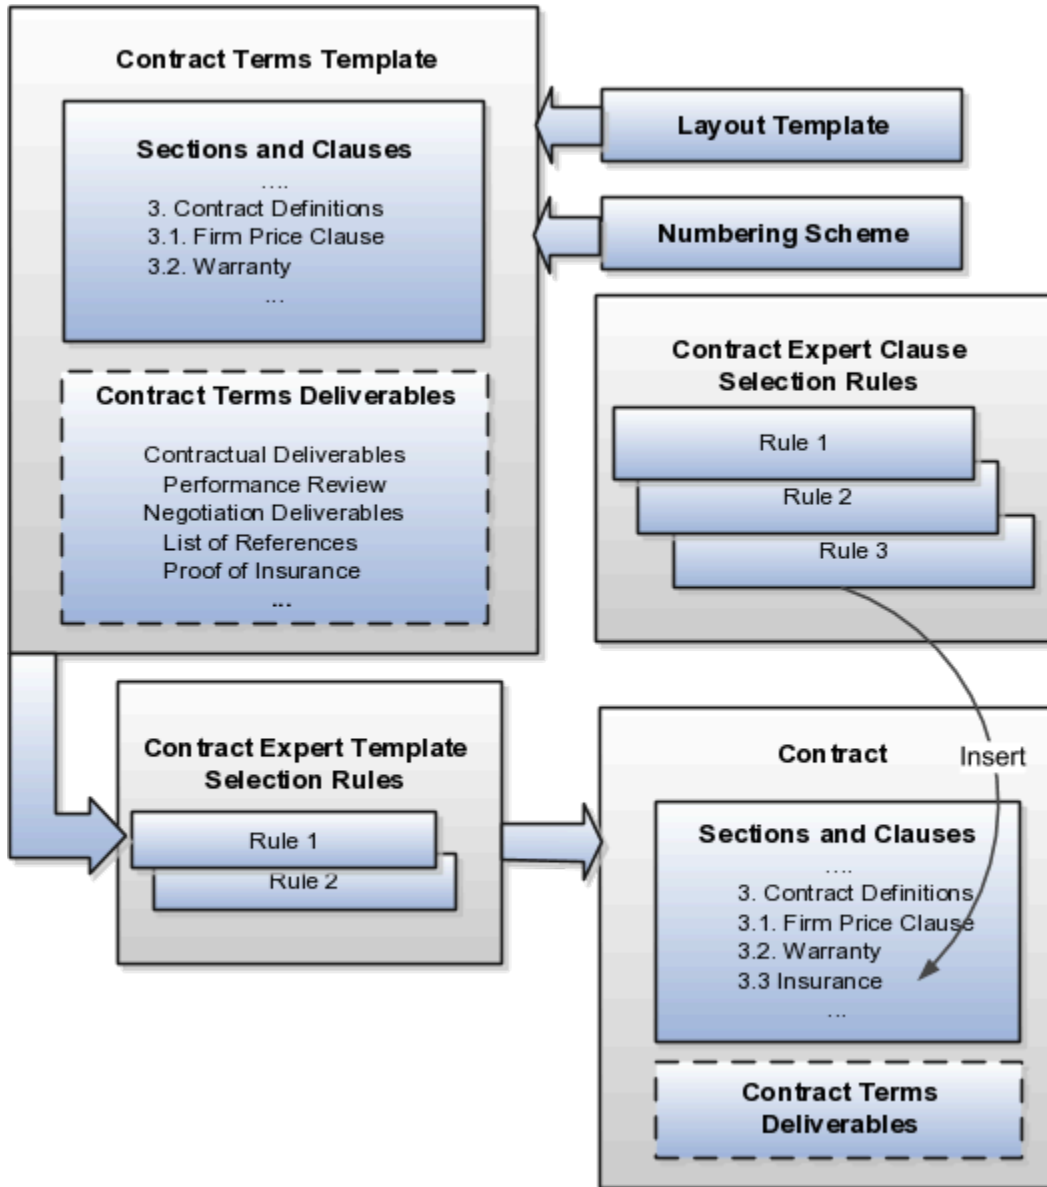 Contract Terms Template
Sections and Clauses
....
3. Contract Definitions
3.1. Firm Price Clause
3.2. Warranty
...
Contract Terms Deliverables
Contractual Deliverables
Performance Review
Negotiation Deliverables
List of References
Proof of Insurance
...
Layout Template
Numbering Scheme
Contract Expert Clause
Selection Rules
Rule 1
Rule 2
Rule 3
Contract Expert Template
Selection Rules
Rule 1
Rule 2
Contract
Insert
Sections and Clauses
....
3. Contract Definitions
3.1. Firm Price Clause
3.2. Warranty
3.3 Insurance
...
Contract Terms
Deliverables